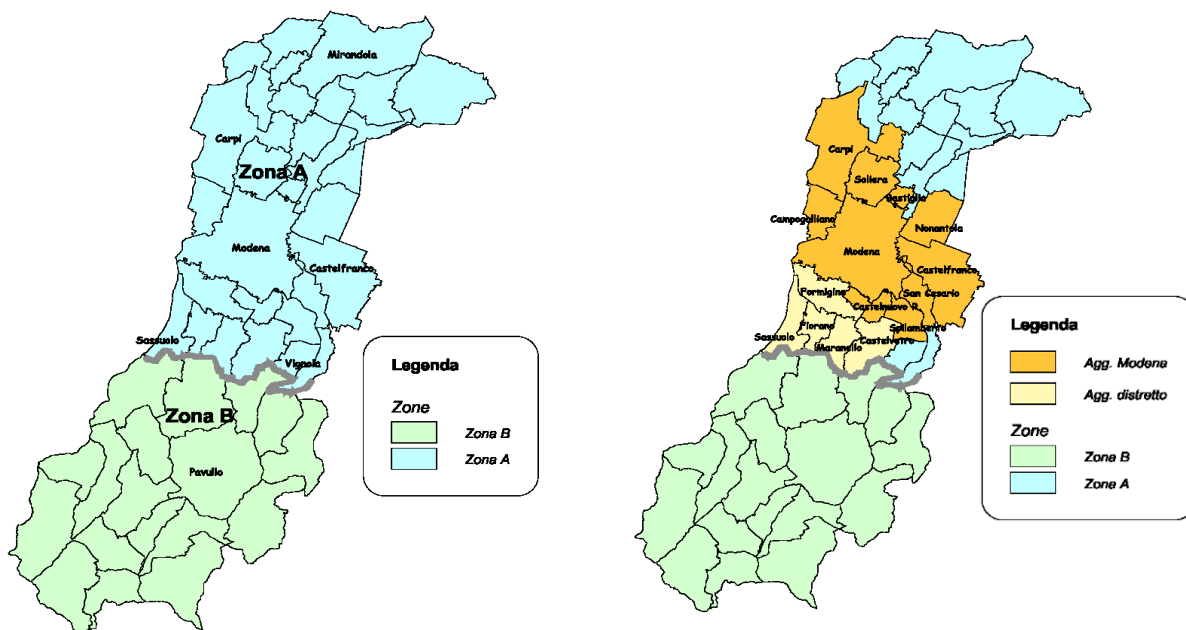 Mirandola
Carpi
Zona A
Modena
Castelfranco
Sassuolo
Vignola
Zona B
Pavullo
Legenda
Zone
Zona B
Zona A
Carpi
Soliera
Bastiglia
Campogalliano
Nonantola
Modena
Castelfranco
Formigine
San Cesario
Castelnuovo R.
Fiorano
Spilamberto
Sassuolo
Castelvetro
Maranello
Legenda
Agg. Modena
Agg. distretto
Zone
Zona B
Zona A